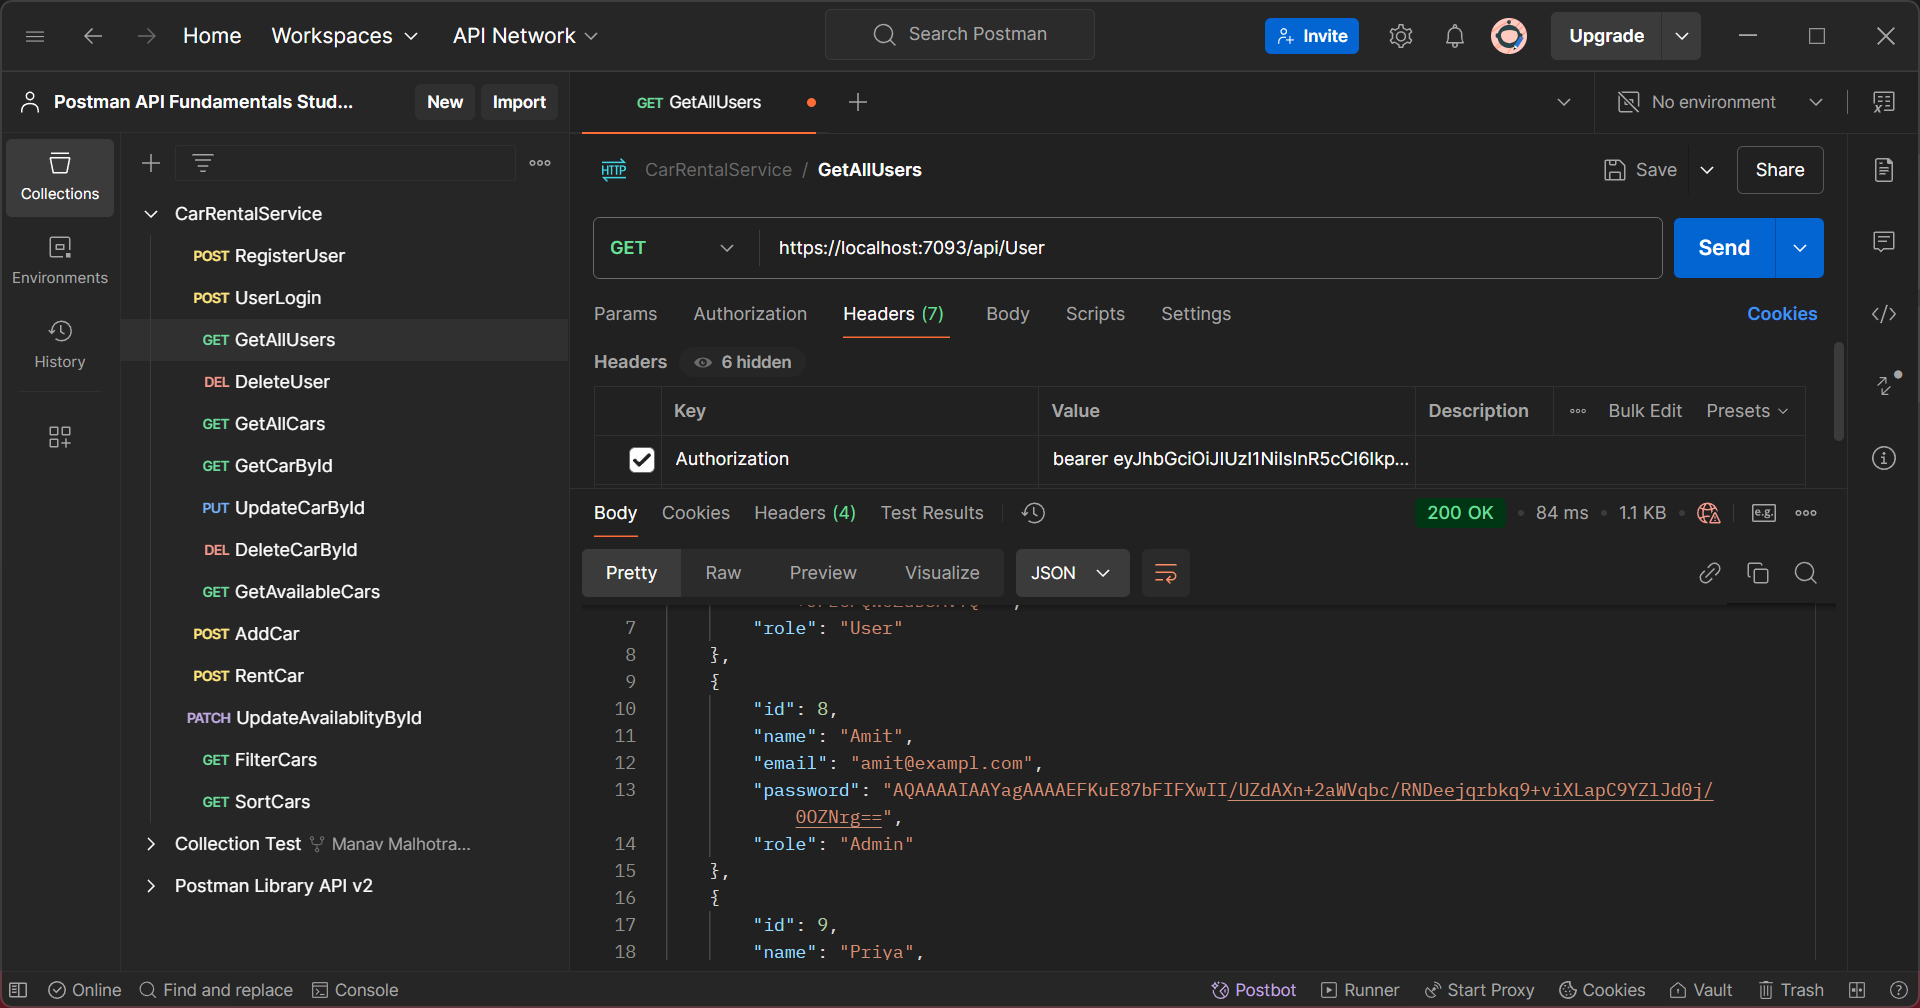 Home Workspaces API Network Search Postman Invite Upgrade
Postman API Fundamentals Stud... New Import GET GetAllUsers No environment
Collections
Environments
History
CarRentalService
POST RegisterUser
POST UserLogin
GET GetAllUsers
DEL DeleteUser
GET GetAllCars
GET GetCarById
PUT UpdateCarById
DEL DeleteCarById
GET GetAvailableCars
POST AddCar
POST RentCar
PATCH UpdateAvailablityById
GET FilterCars
GET SortCars
Collection Test Manav Malhotra...
Postman Library API v2
HTTP CarRentalService / GetAllUsers Save Share
GET https://localhost:7093/api/User Send
Params Authorization Headers (7) Body Scripts Settings Cookies
Headers 6 hidden
Key Value Description Bulk Edit Presets
Authorization bearer eyJhbGciOiJIUzI1NiIsInR5cCI6Ikp...
Body Cookies Headers (4) Test Results 200 OK 84 ms 1.1 KB e.g.
Pretty Raw Preview Visualize JSON
7 "role": "User"
8 },
9 {
10 "id": 8,
11 "name": "Amit",
12 "email": "amit@exampl.com",
13 "password": "AQAAAAIAAYagAAAAEFKuE87bFIFXwII/UZdAXn+2aWVqbc/RNDeejqrbkq9+viXLapC9YZlJd0j/
0OZNrg==",
14 "role": "Admin"
15 },
16 {
17 "id": 9,
18 "name": "Priya",
Online Find and replace Console Postbot Runner Start Proxy Cookies Vault Trash